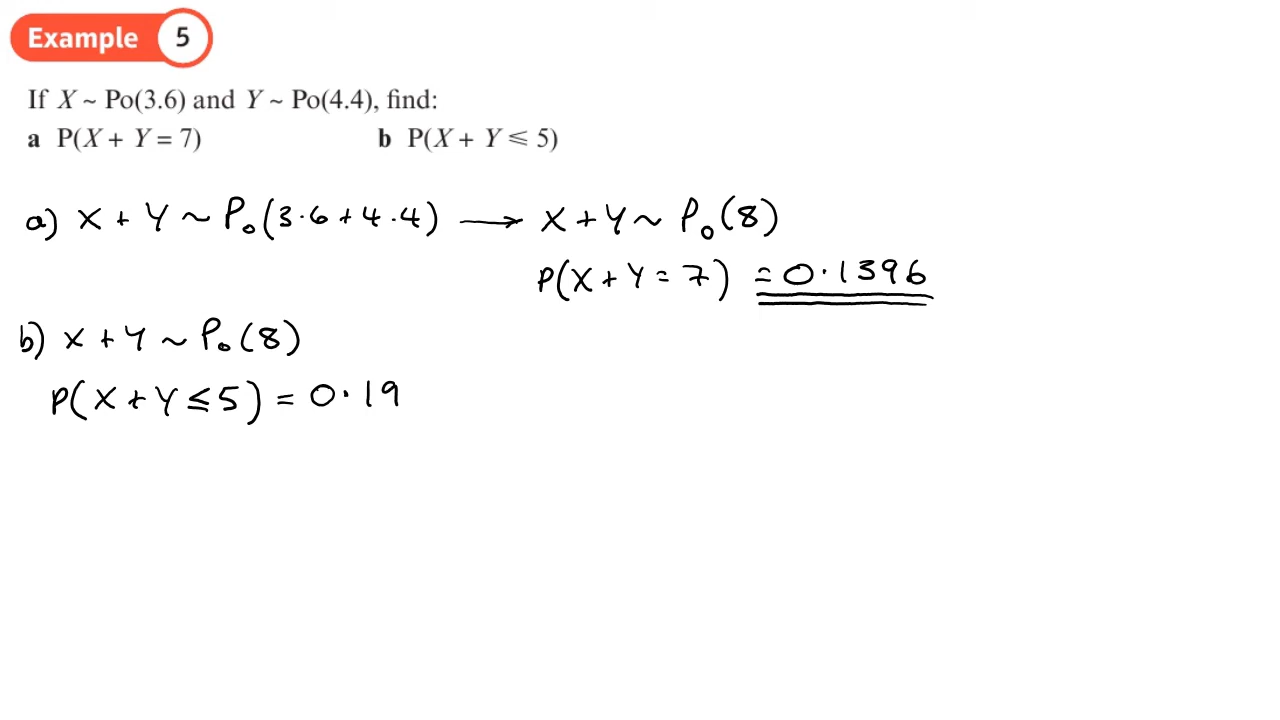 Example 5
If X ~ Po(3.6) and Y ~ Po(4.4), find:
a P(X + Y = 7) b P(X + Y ⩽ 5)
a) X + Y ~ Po(3.6 + 4.4) → X + Y ~ Po(8)
P(X + Y = 7) = 0.1396
b) X + Y ~ Po(8)
P(X + Y ≤ 5) = 0.19